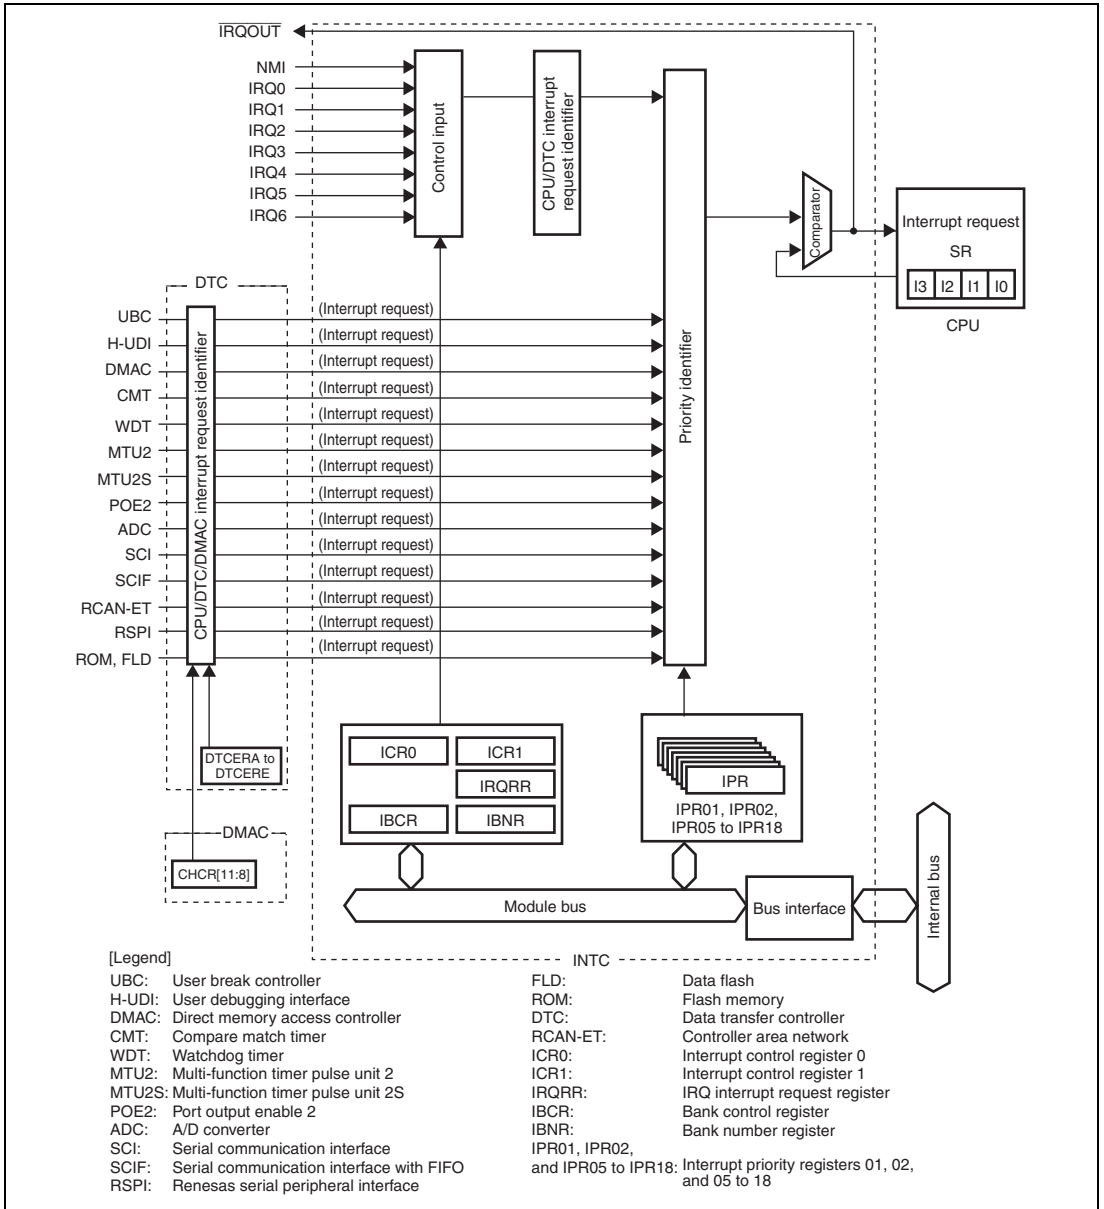 IRQOUT
NMI
IRQ0
IRQ1
IRQ2
IRQ3
IRQ4
IRQ5
IRQ6
Control input
CPU/DTC interrupt
request identifier
Comparator
Interrupt request
SR
I3 I2 I1 I0
CPU
DTC
UBC
H-UDI
DMAC
CMT
WDT
MTU2
MTU2S
POE2
ADC
SCI
SCIF
RCAN-ET
RSPI
ROM, FLD
CPU/DTC/DMAC interrupt request identifier
(Interrupt request)
(Interrupt request)
(Interrupt request)
(Interrupt request)
(Interrupt request)
(Interrupt request)
(Interrupt request)
(Interrupt request)
(Interrupt request)
(Interrupt request)
(Interrupt request)
(Interrupt request)
(Interrupt request)
(Interrupt request)
Priority identifier
DTCERA to
DTCERE
DMAC
CHCR[11:8]
ICR0
ICR1
IRQRR
IBCR
IBNR
IPR
IPR01, IPR02,
IPR05 to IPR18
Module bus
Bus interface
Internal bus
INTC
[Legend]
UBC: User break controller
H-UDI: User debugging interface
DMAC: Direct memory access controller
CMT: Compare match timer
WDT: Watchdog timer
MTU2: Multi-function timer pulse unit 2
MTU2S: Multi-function timer pulse unit 2S
POE2: Port output enable 2
ADC: A/D converter
SCI: Serial communication interface
SCIF: Serial communication interface with FIFO
RSPI: Renesas serial peripheral interface
FLD: Data flash
ROM: Flash memory
DTC: Data transfer controller
RCAN-ET: Controller area network
ICR0: Interrupt control register 0
ICR1: Interrupt control register 1
IRQRR: IRQ interrupt request register
IBCR: Bank control register
IBNR: Bank number register
IPR01, IPR02,
and IPR05 to IPR18: Interrupt priority registers 01, 02,
and 05 to 18